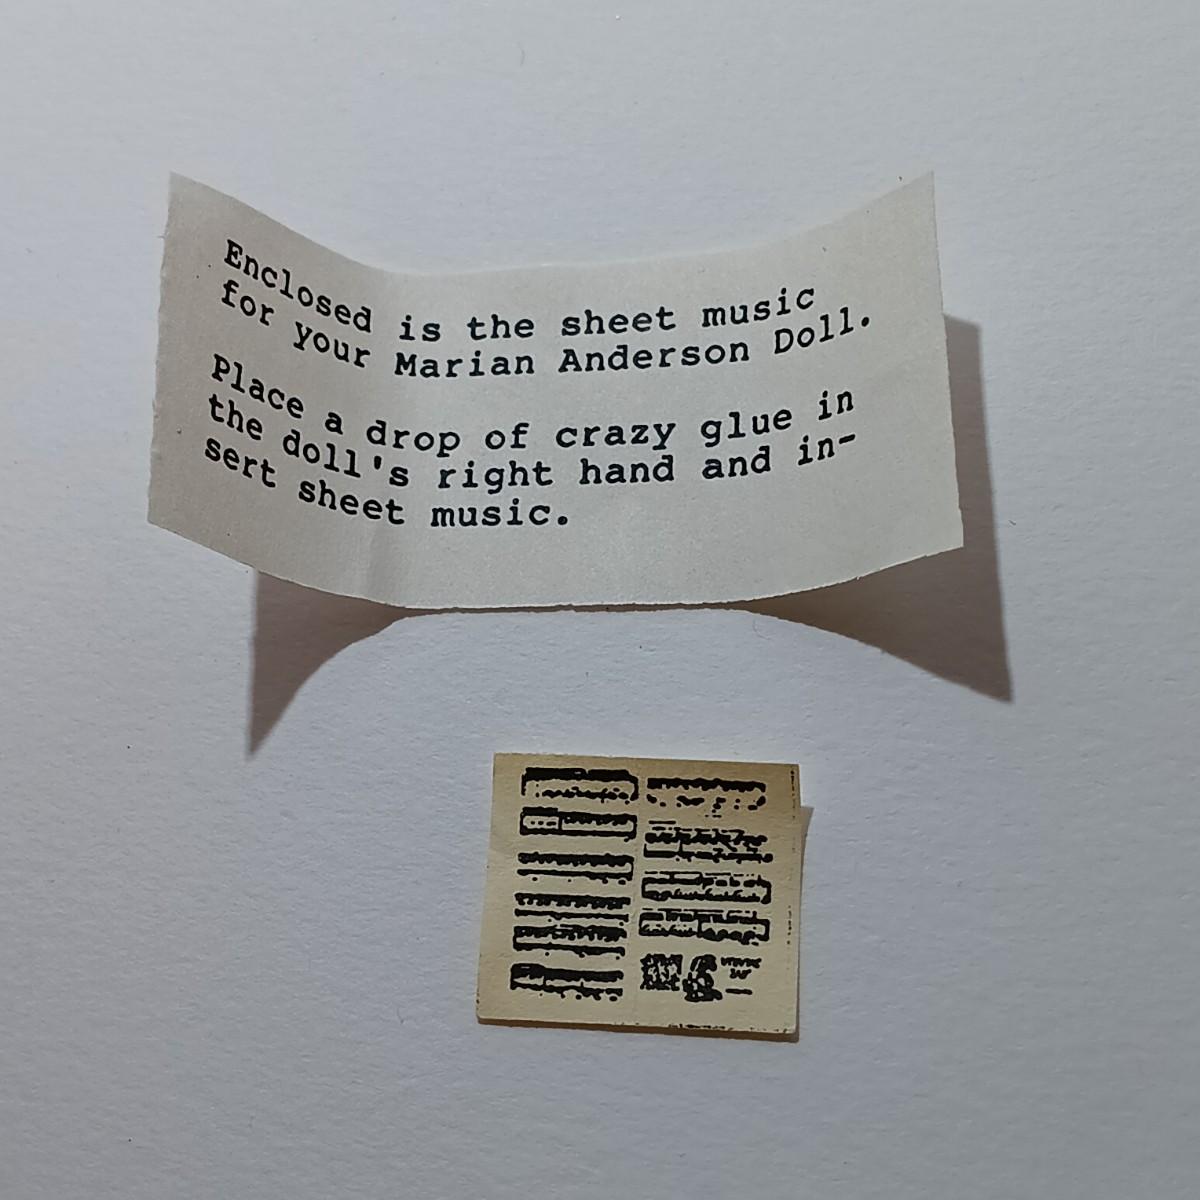 Enclosed is the sheet music
for your Marian Anderson Doll.
Place a drop of crazy glue in
the doll's right hand and in-
sert sheet music.